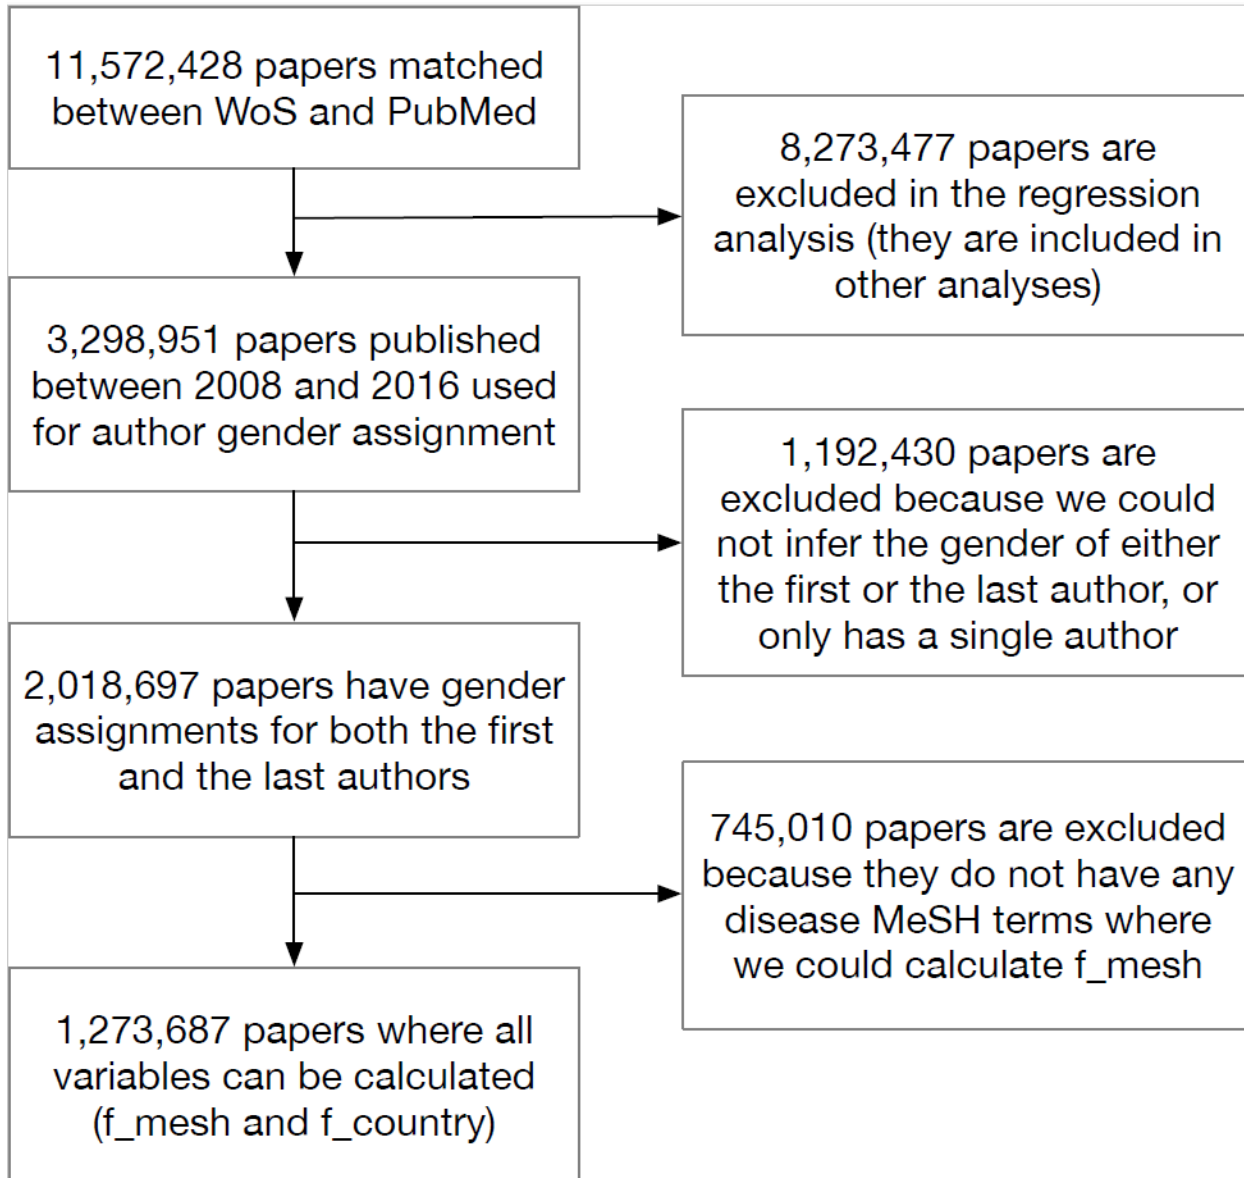 11,572,428 papers matched
between WoS and PubMed
8,273,477 papers are
excluded in the regression
analysis (they are included in
other analyses)
3,298,951 papers published
between 2008 and 2016 used
for author gender assignment
1,192,430 papers are
excluded because we could
not infer the gender of either
the first or the last author, or
only has a single author
2,018,697 papers have gender
assignments for both the first
and the last authors
745,010 papers are excluded
because they do not have any
disease MeSH terms where
we could calculate f_mesh
1,273,687 papers where all
variables can be calculated
(f_mesh and f_country)